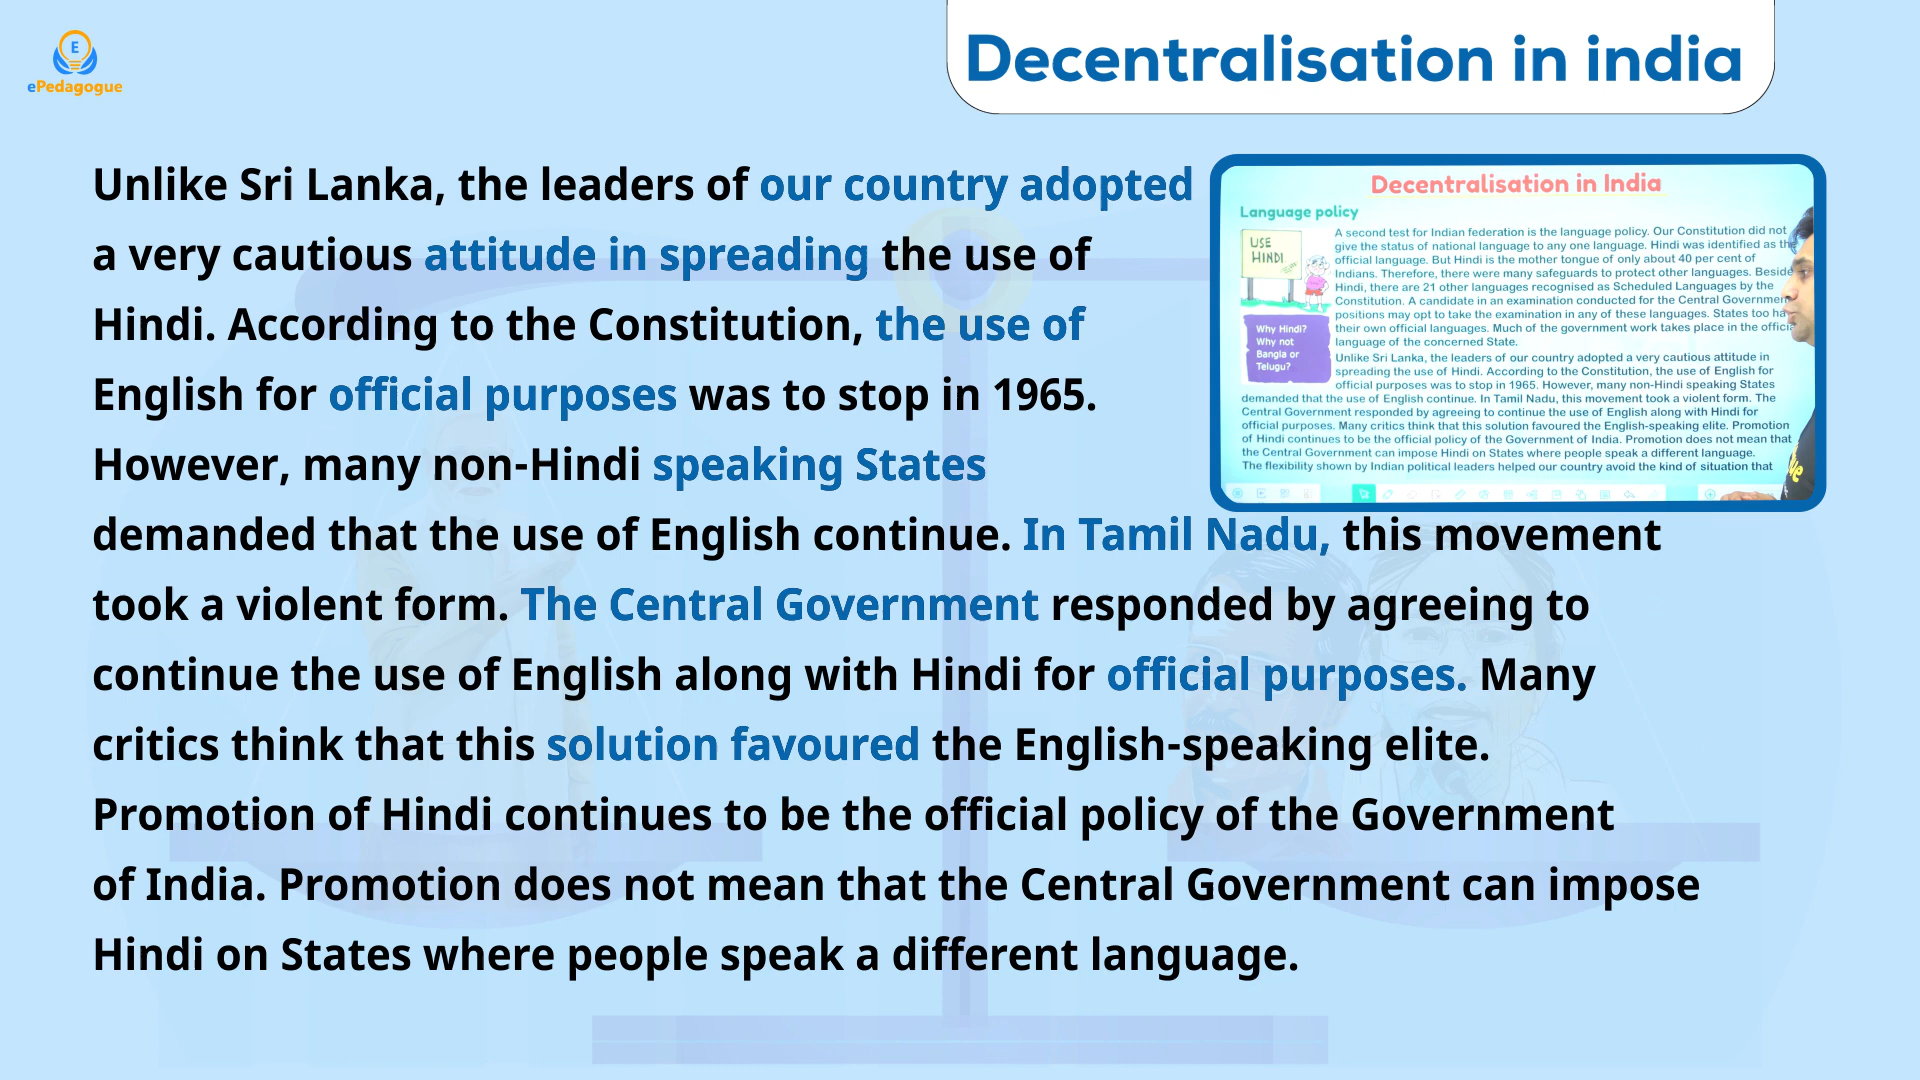 E
ePedagogue
Decentralisation in india
Unlike Sri Lanka, the leaders of our country adopted
a very cautious attitude in spreading the use of
Hindi. According to the Constitution, the use of
English for official purposes was to stop in 1965.
However, many non-Hindi speaking States
demanded that the use of English continue. In Tamil Nadu, this movement
took a violent form. The Central Government responded by agreeing to
continue the use of English along with Hindi for official purposes. Many
critics think that this solution favoured the English-speaking elite.
Promotion of Hindi continues to be the official policy of the Government
of India. Promotion does not mean that the Central Government can impose
Hindi on States where people speak a different language.
Decentralisation in India
Language policy
USE
HINDI
Why Hindi?
Why not
Bangla or
Telugu?
A second test for Indian federation is the language policy. Our Constitution did not
give the status of national language to any one language. Hindi was identified as the
official language. But Hindi is the mother tongue of only about 40 per cent of
Indians. Therefore, there were many safeguards to protect other languages. Beside
Hindi, there are 21 other languages recognised as Scheduled Languages by the
Constitution. A candidate in an examination conducted for the Central Governmen
positions may opt to take the examination in any of these languages. States too ha
their own official languages. Much of the government work takes place in the offici
language of the concerned State.
Unlike Sri Lanka, the leaders of our country adopted a very cautious attitude in
spreading the use of Hindi. According to the Constitution, the use of English for
official purposes was to stop in 1965. However, many non-Hindi speaking States
demanded that the use of English continue. In Tamil Nadu, this movement took a violent form. The
Central Government responded by agreeing to continue the use of English along with Hindi for
official purposes. Many critics think that this solution favoured the English-speaking elite. Promotion
of Hindi continues to be the official policy of the Government of India. Promotion does not mean that
the Central Government can impose Hindi on States where people speak a different language.
The flexibility shown by Indian political leaders helped our country avoid the kind of situation that